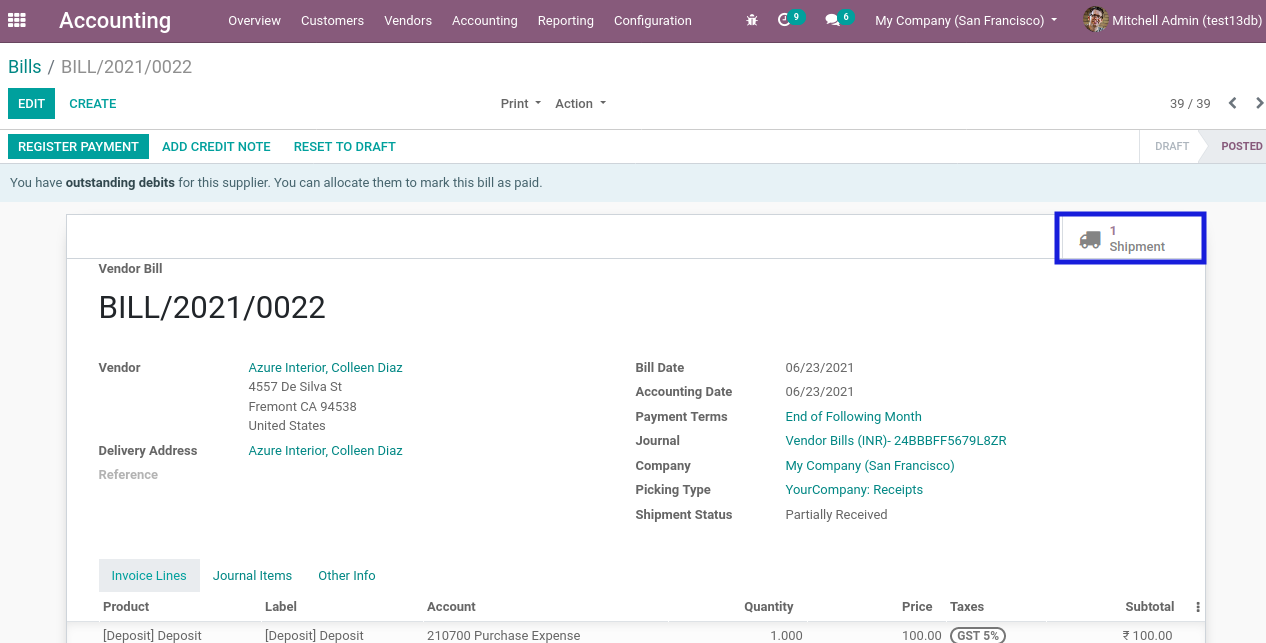 Accounting Overview Customers Vendors Accounting Reporting Configuration 9 6 My Company (San Francisco) Mitchell Admin (test13db)
Bills / BILL/2021/0022
EDIT CREATE Print Action 39 / 39
REGISTER PAYMENT ADD CREDIT NOTE RESET TO DRAFT DRAFT POSTED
You have outstanding debits for this supplier. You can allocate them to mark this bill as paid.
1
Shipment
Vendor Bill
BILL/2021/0022
Vendor Azure Interior, Colleen Diaz
4557 De Silva St
Fremont CA 94538
United States
Delivery Address Azure Interior, Colleen Diaz
Reference
Bill Date 06/23/2021
Accounting Date 06/23/2021
Payment Terms End of Following Month
Journal Vendor Bills (INR)- 24BBBFF5679L8ZR
Company My Company (San Francisco)
Picking Type YourCompany: Receipts
Shipment Status Partially Received
Invoice Lines Journal Items Other Info
Product Label Account Quantity Price Taxes Subtotal
[Deposit] Deposit [Deposit] Deposit 210700 Purchase Expense 1.000 100.00 GST 5% ₹ 100.00